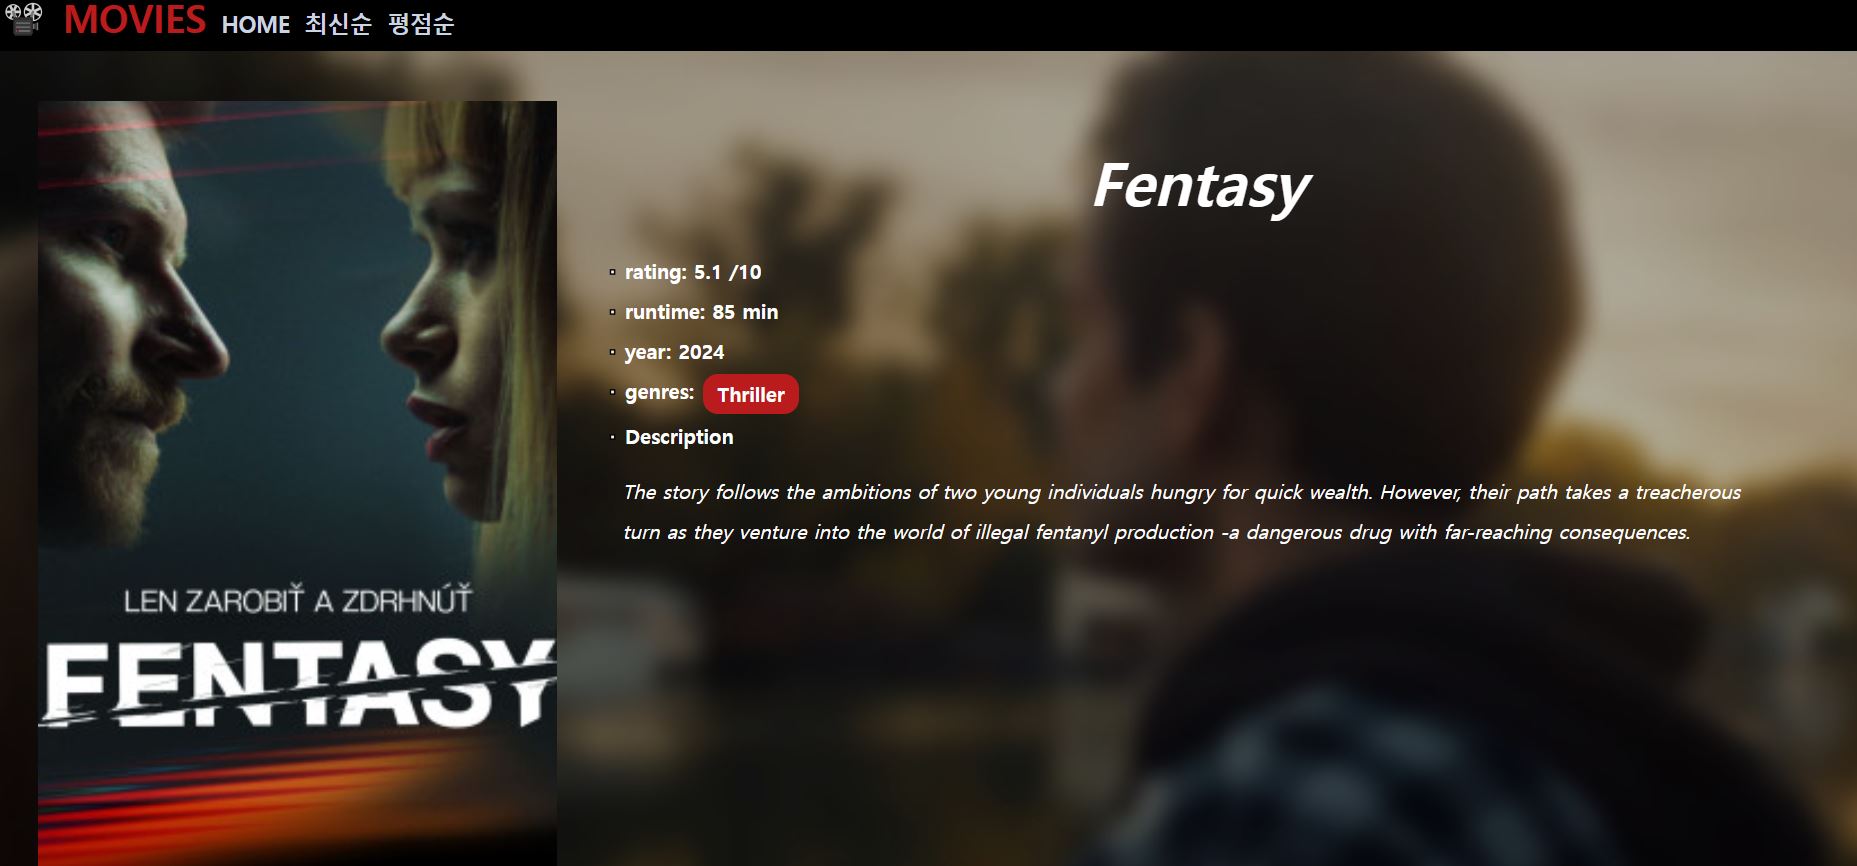 MOVIES HOME 최신순 평점순
Fentasy
rating: 5.1 /10
runtime: 85 min
year: 2024
genres: Thriller
Description
The story follows the ambitions of two young individuals hungry for quick wealth. However, their path takes a treacherous
turn as they venture into the world of illegal fentanyl production -a dangerous drug with far-reaching consequences.
LEN ZAROBIŤ A ZDRHNÚŤ
FENTASY